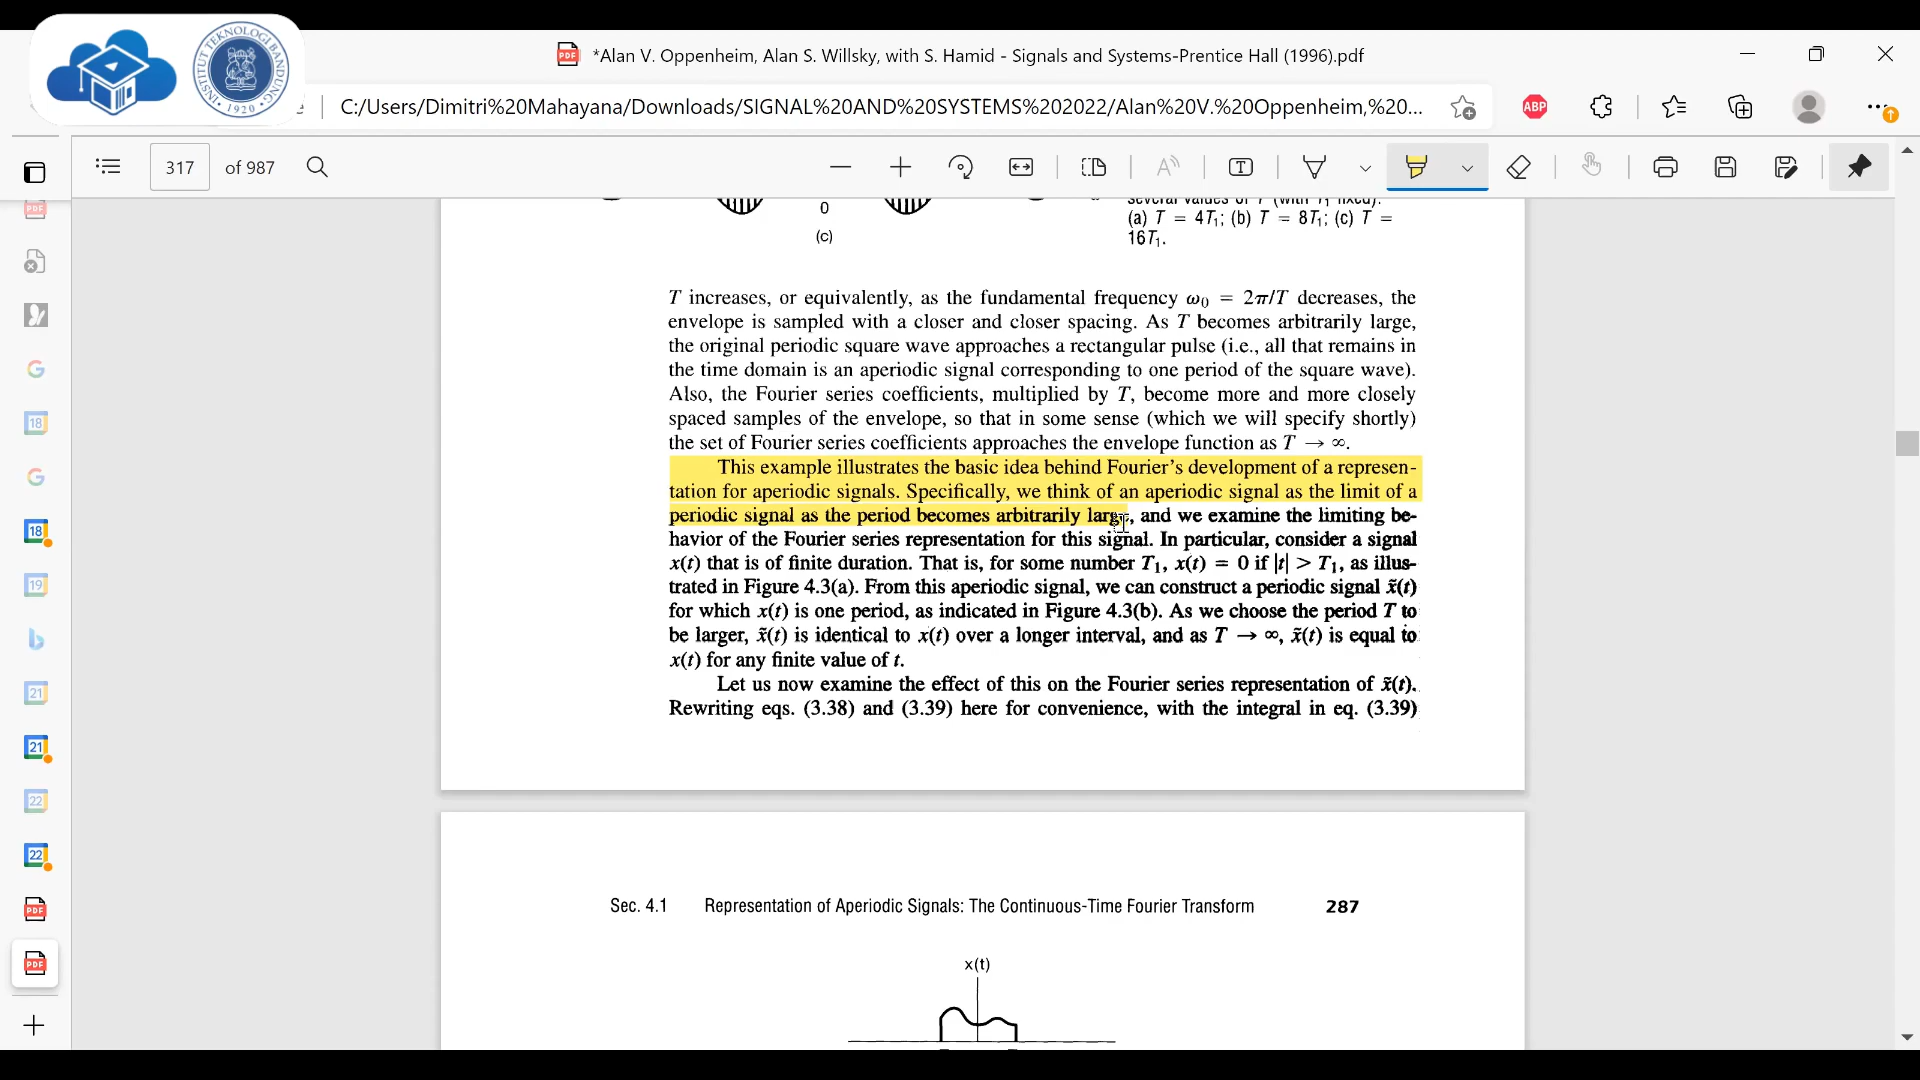 INSTITUT TEKNOLOGI BANDUNG
1920
*Alan V. Oppenheim, Alan S. Willsky, with S. Hamid - Signals and Systems-Prentice Hall (1996).pdf
C:/Users/Dimitri%20Mahayana/Downloads/SIGNAL%20AND%20SYSTEMS%202022/Alan%20V.%20Oppenheim,%20...
ABP
317 of 987
0
(c)
several values of T (with T₁ fixed):
(a) T = 4T₁; (b) T = 8T₁; (c) T =
16T₁.
T increases, or equivalently, as the fundamental frequency ω₀ = 2π/T decreases, the
envelope is sampled with a closer and closer spacing. As T becomes arbitrarily large,
the original periodic square wave approaches a rectangular pulse (i.e., all that remains in
the time domain is an aperiodic signal corresponding to one period of the square wave).
Also, the Fourier series coefficients, multiplied by T, become more and more closely
spaced samples of the envelope, so that in some sense (which we will specify shortly)
the set of Fourier series coefficients approaches the envelope function as T → ∞.
This example illustrates the basic idea behind Fourier's development of a represen-
tation for aperiodic signals. Specifically, we think of an aperiodic signal as the limit of a
periodic signal as the period becomes arbitrarily large, and we examine the limiting be-
havior of the Fourier series representation for this signal. In particular, consider a signal
x(t) that is of finite duration. That is, for some number T₁, x(t) = 0 if |t| > T₁, as illus-
trated in Figure 4.3(a). From this aperiodic signal, we can construct a periodic signal x̃(t)
for which x(t) is one period, as indicated in Figure 4.3(b). As we choose the period T to
be larger, x̃(t) is identical to x(t) over a longer interval, and as T → ∞, x̃(t) is equal to
x(t) for any finite value of t.
Let us now examine the effect of this on the Fourier series representation of x̃(t).
Rewriting eqs. (3.38) and (3.39) here for convenience, with the integral in eq. (3.39)
Sec. 4.1 Representation of Aperiodic Signals: The Continuous-Time Fourier Transform 287
x(t)
PDF
G
18
G
18
19
21
21
22
22
PDF
PDF